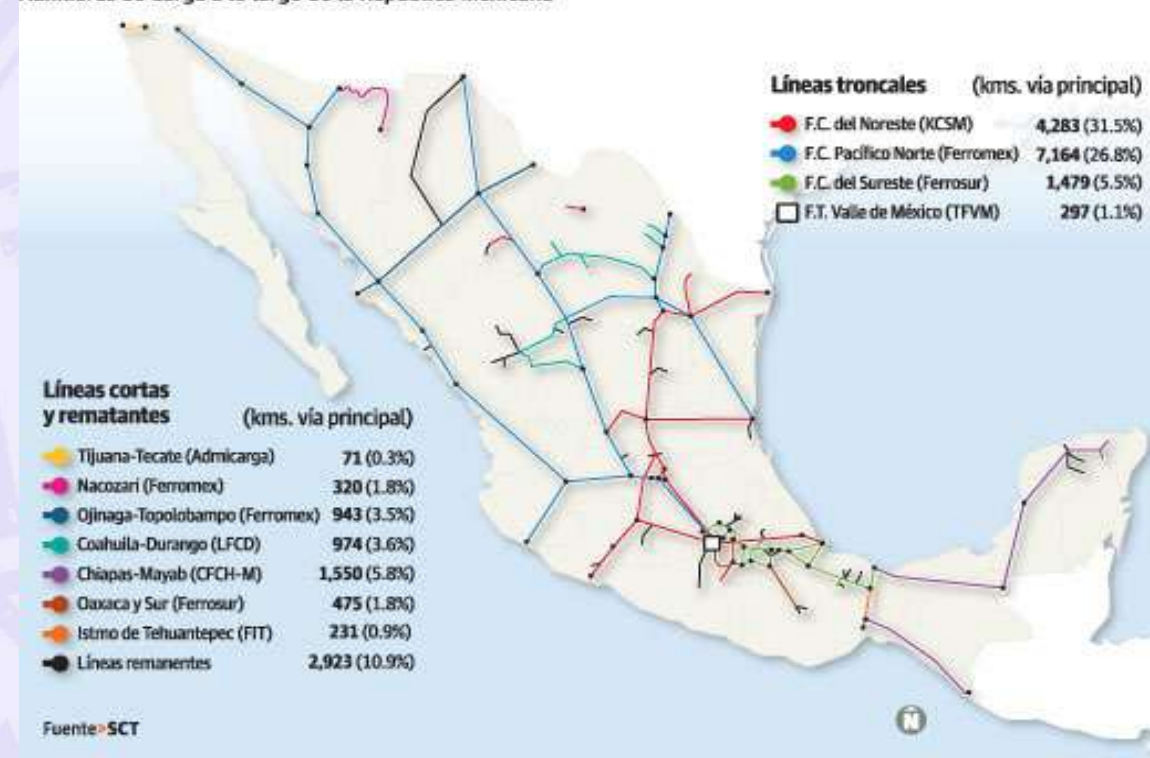 Líneas troncales (kms. vía principal)
F.C. del Noreste (KCSM) 4,283 (31.5%)
F.C. Pacífico Norte (Ferromex) 7,164 (26.8%)
F.C. del Sureste (Ferrosur) 1,479 (5.5%)
F.T. Valle de México (TFVM) 297 (1.1%)
Líneas cortas
y rematantes (kms. vía principal)
Tijuana-Tecate (Admicarga) 71 (0.3%)
Nacozari (Ferromex) 320 (1.8%)
Ojinaga-Topolobampo (Ferromex) 943 (3.5%)
Coahuila-Durango (LFCD) 974 (3.6%)
Chiapas-Mayab (CFCH-M) 1,550 (5.8%)
Oaxaca y Sur (Ferrosur) 475 (1.8%)
Istmo de Tehuantepec (FIT) 231 (0.9%)
Líneas remanentes 2,923 (10.9%)
Fuente>SCT
N